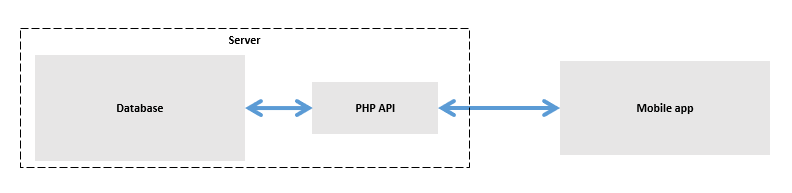 Server
Database
PHP API
Mobile app